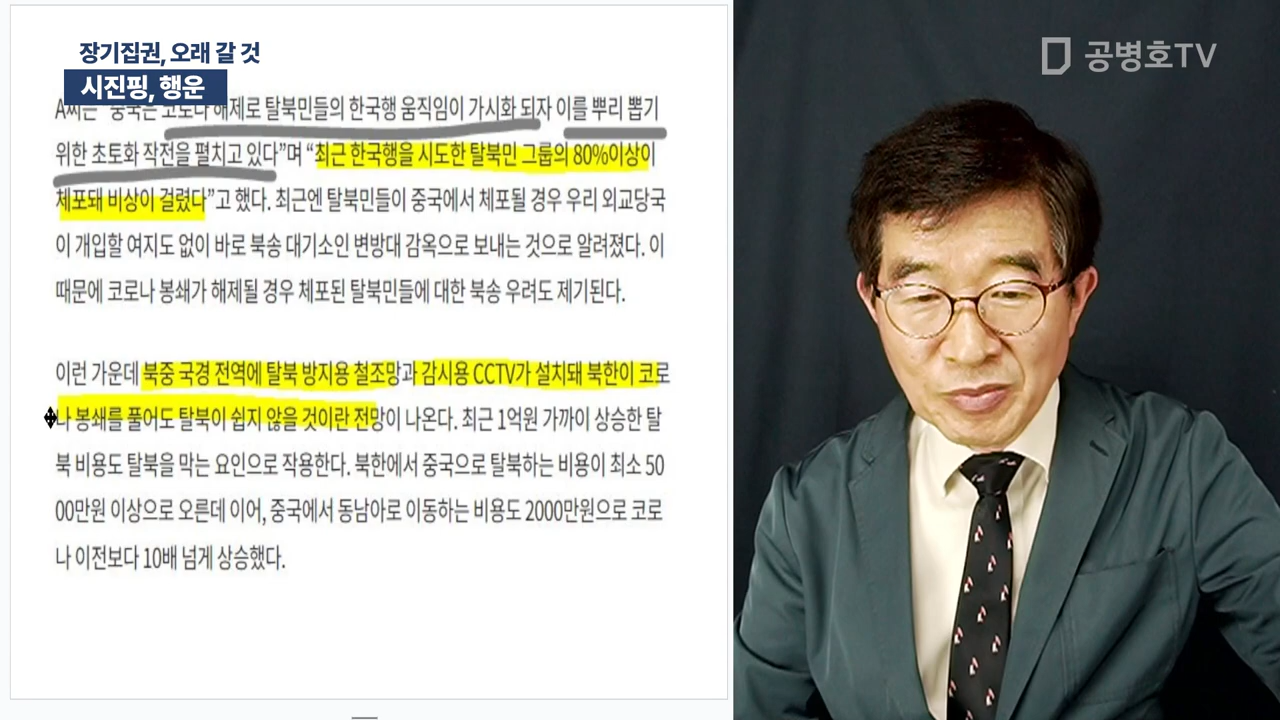 장기집권, 오래 갈 것
시진핑, 행운
공병호TV
A씨는 “중국은 코로나 해제로 탈북민들의 한국행 움직임이 가시화 되자 이를 뿌리 뽑기
위한 초토화 작전을 펼치고 있다”며 “최근 한국행을 시도한 탈북민 그룹의 80%이상이
체포돼 비상이 걸렸다”고 했다. 최근엔 탈북민들이 중국에서 체포될 경우 우리 외교당국
이 개입할 여지도 없이 바로 북송 대기소인 변방대 감옥으로 보내는 것으로 알려졌다. 이
때문에 코로나 봉쇄가 해제될 경우 체포된 탈북민들에 대한 북송 우려도 제기된다.
이런 가운데 북중 국경 전역에 탈북 방지용 철조망과 감시용 CCTV가 설치돼 북한이 코로
나 봉쇄를 풀어도 탈북이 쉽지 않을 것이란 전망이 나온다. 최근 1억원 가까이 상승한 탈
북 비용도 탈북을 막는 요인으로 작용한다. 북한에서 중국으로 탈북하는 비용이 최소 50
00만원 이상으로 오른데 이어, 중국에서 동남아로 이동하는 비용도 2000만원으로 코로
나 이전보다 10배 넘게 상승했다.